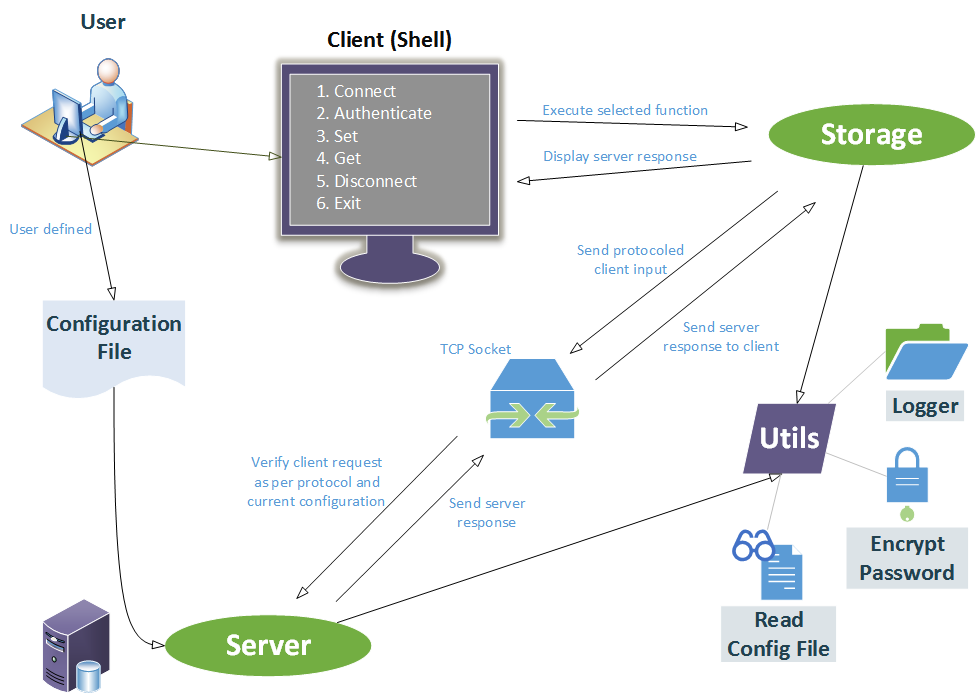 User
Client (Shell)
1. Connect
2. Authenticate
3. Set
4. Get
5. Disconnect
6. Exit
Execute selected function
Display server response
Storage
User defined
Send protocoled
client input
Configuration
File
Send server
response to client
TCP Socket
Logger
Utils
Verify client request
as per protocol and
current configuration
Send server
response
Encrypt
Password
Read
Config File
Server